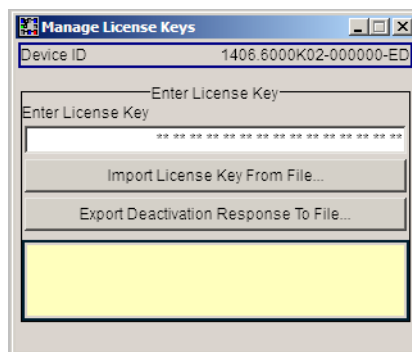 Manage License Keys
Device ID 1406.6000K02-000000-ED
Enter License Key
Enter License Key
** ** ** ** ** ** ** ** ** ** ** ** ** ** **
Import License Key From File...
Export Deactivation Response To File...